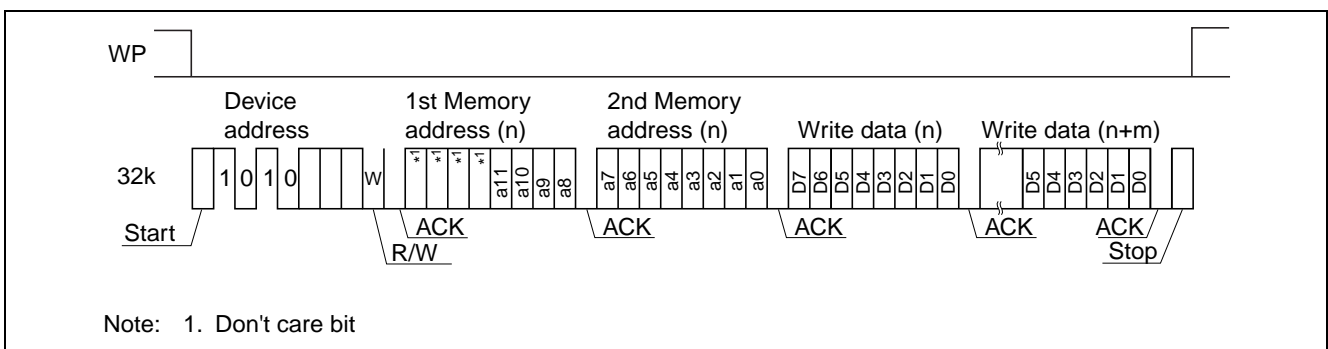 WP
Device address
1st Memory address (n)
2nd Memory address (n)
Write data (n)
Write data (n+m)
32k
1 0 1 0
W
*1 *1 *1 *1 a11 a10 a9 a8
a7 a6 a5 a4 a3 a2 a1 a0
D7 D6 D5 D4 D3 D2 D1 D0
D5 D4 D3 D2 D1 D0
Start
R/W
ACK
ACK
ACK
ACK
ACK
Stop
Note: 1. Don't care bit